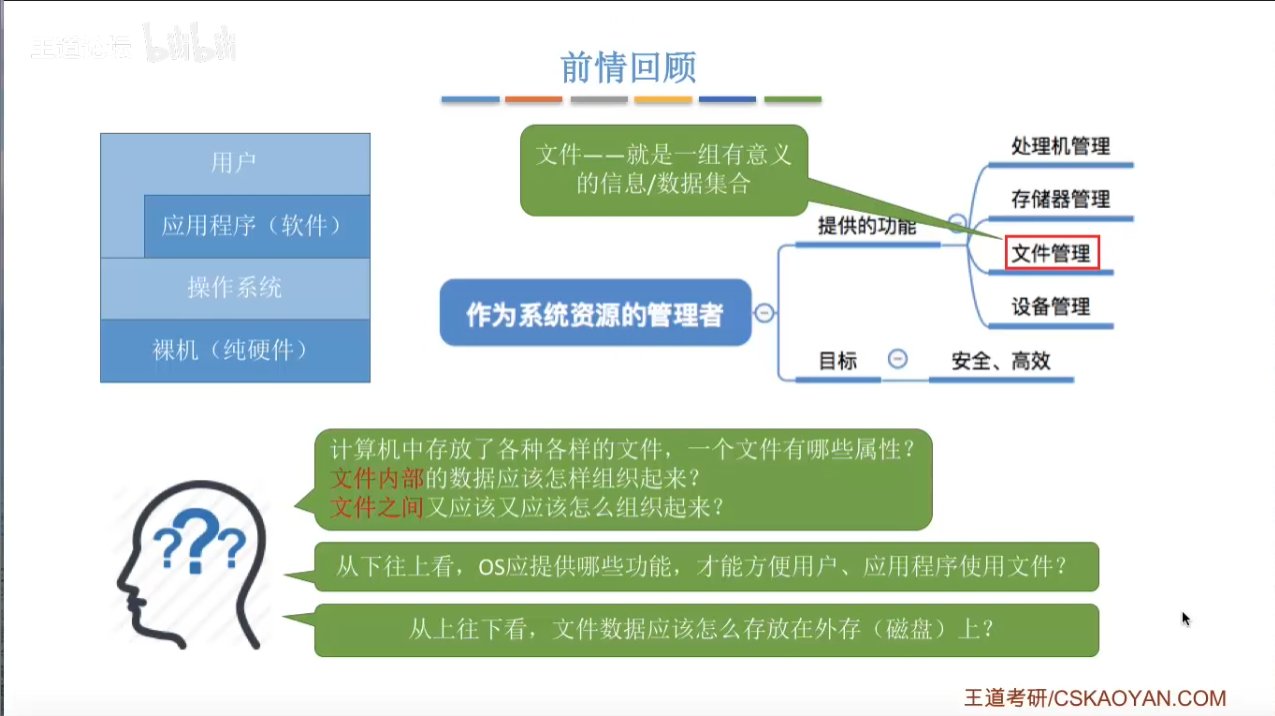 王道论坛 bilibili
前情回顾
用户
应用程序（软件）
操作系统
裸机（纯硬件）
文件——就是一组有意义
的信息/数据集合
作为系统资源的管理者
提供的功能
处理机管理
存储器管理
文件管理
设备管理
目标
安全、高效
???
计算机中存放了各种各样的文件，一个文件有哪些属性？
文件内部的数据应该怎样组织起来？
文件之间又应该又应该怎么组织起来？
从下往上看，OS应提供哪些功能，才能方便用户、应用程序使用文件？
从上往下看，文件数据应该怎么存放在外存（磁盘）上？
王道考研/CSKAOYAN.COM